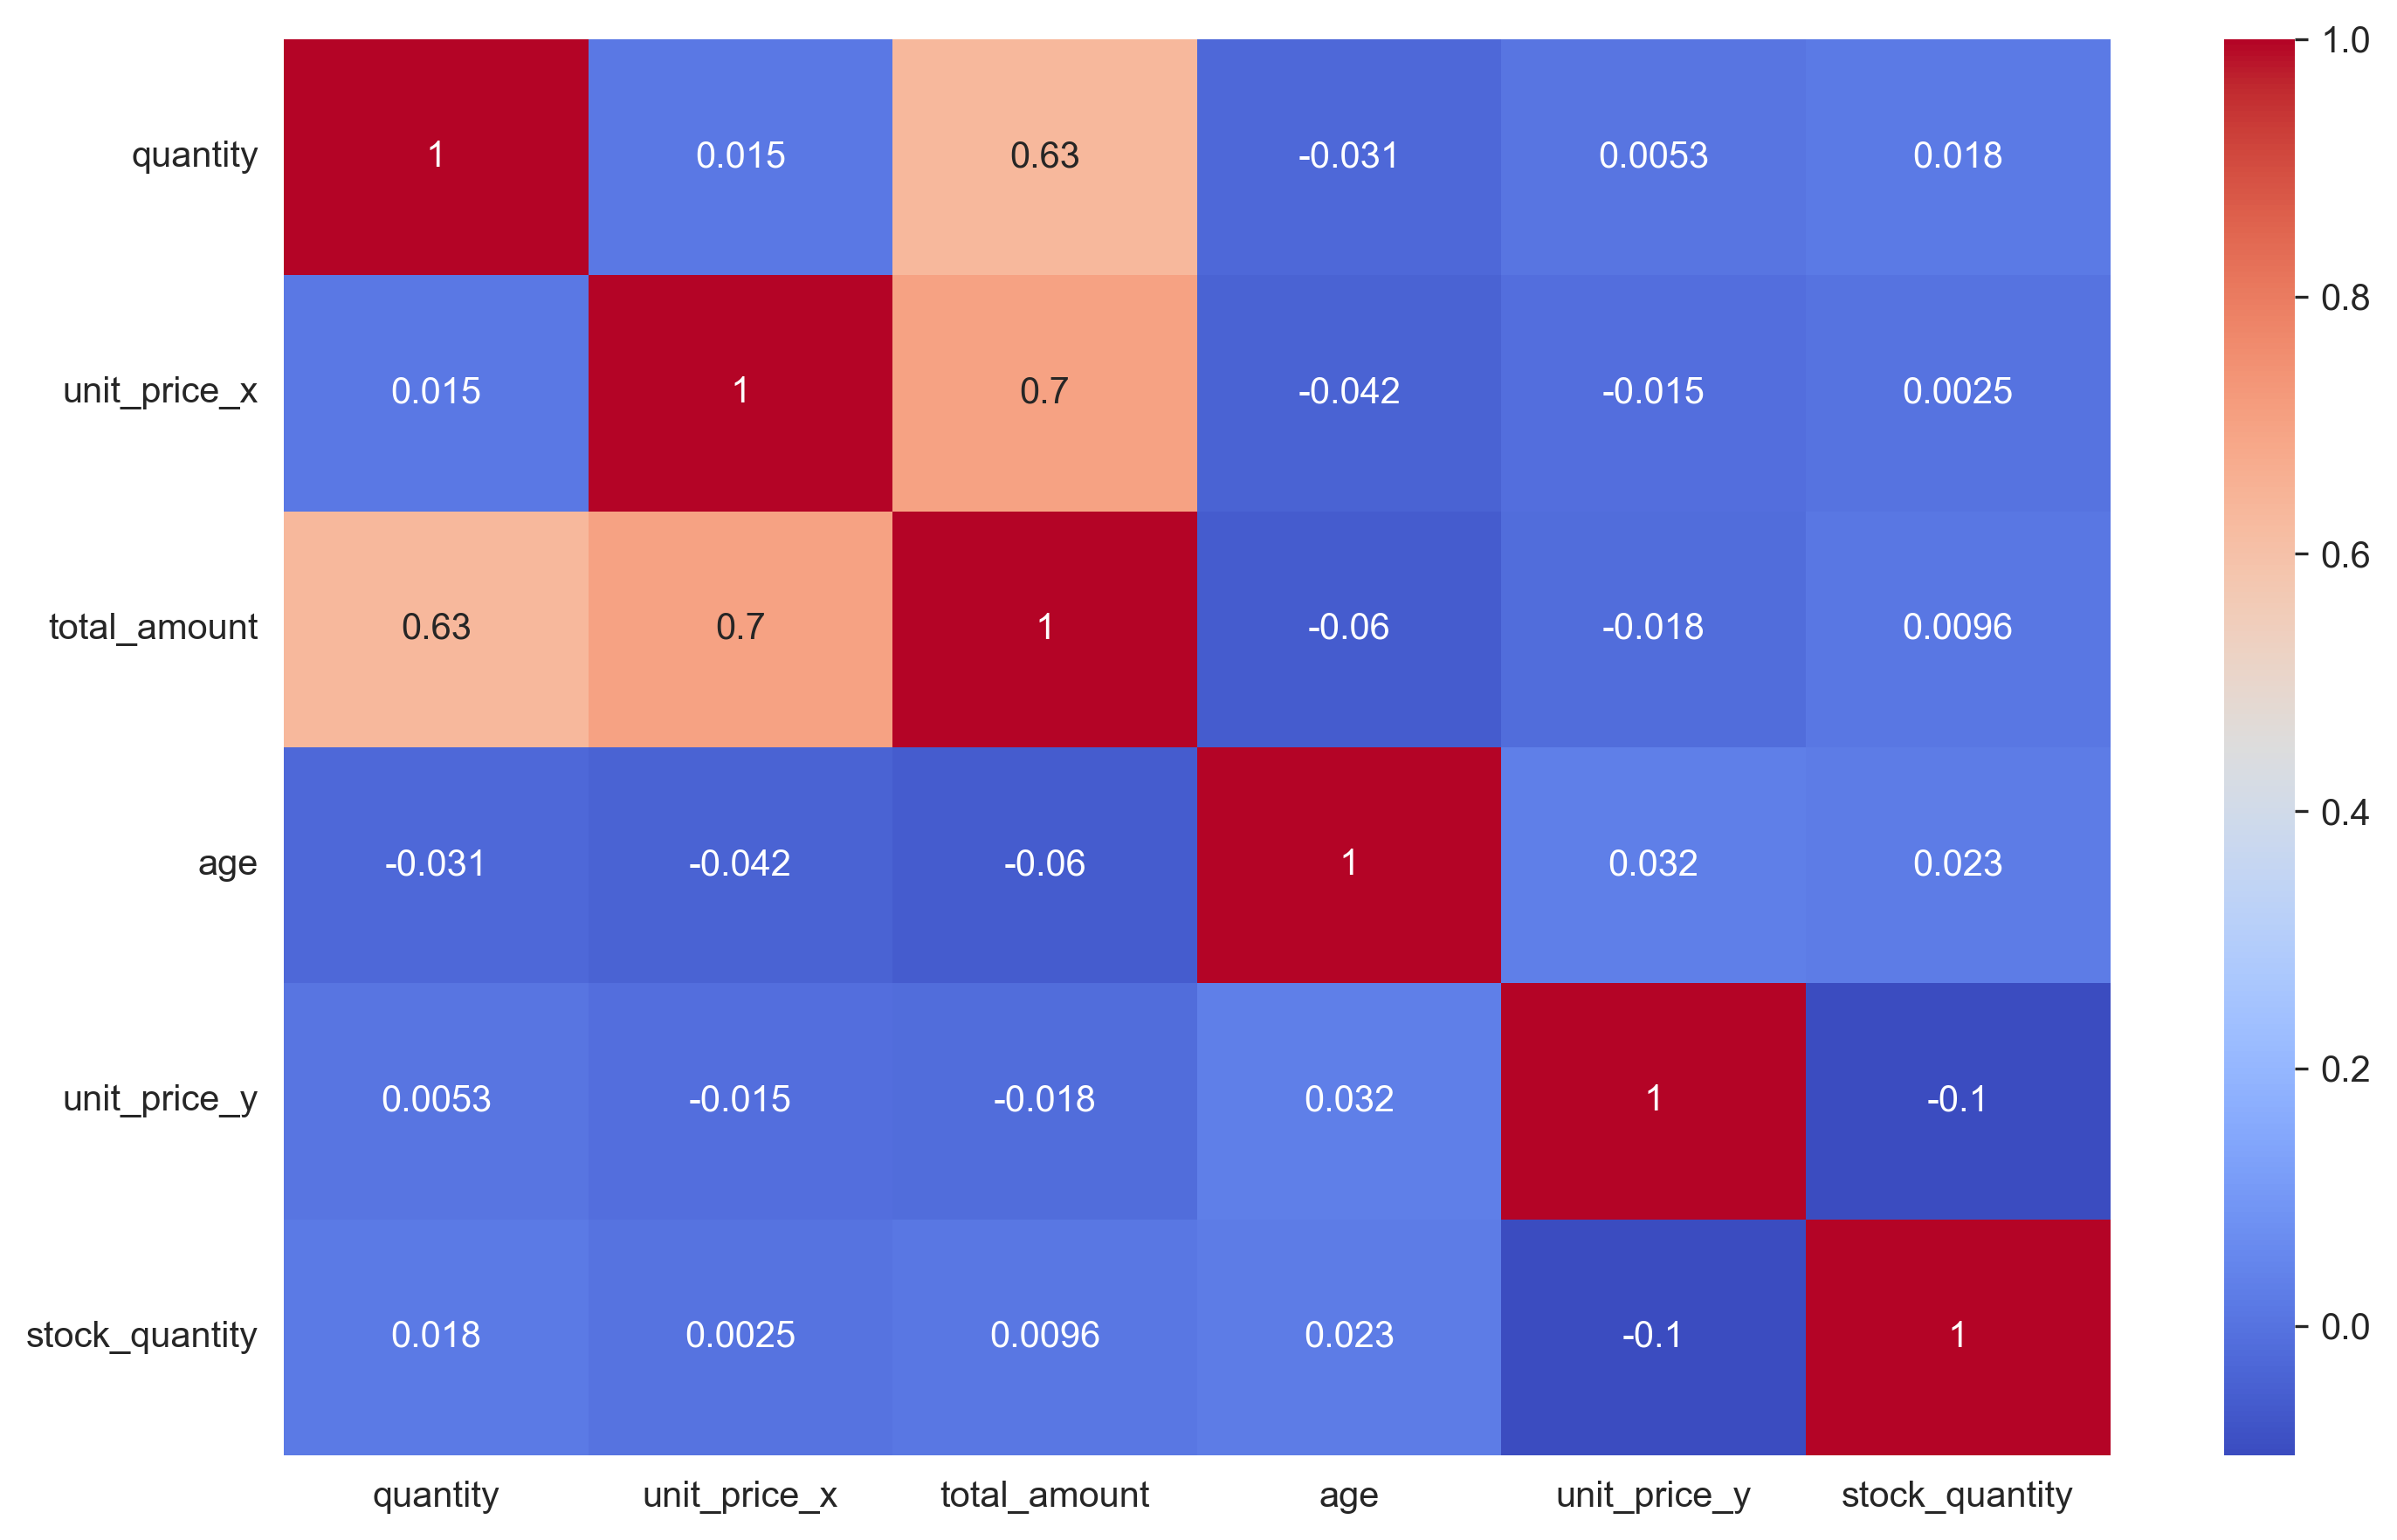 quantity 1 0.015 0.63 -0.031 0.0053 0.018
unit_price_x 0.015 1 0.7 -0.042 -0.015 0.0025
total_amount 0.63 0.7 1 -0.06 -0.018 0.0096
age -0.031 -0.042 -0.06 1 0.032 0.023
unit_price_y 0.0053 -0.015 -0.018 0.032 1 -0.1
stock_quantity 0.018 0.0025 0.0096 0.023 -0.1 1
quantity unit_price_x total_amount age unit_price_y stock_quantity
1.0
0.8
0.6
0.4
0.2
0.0